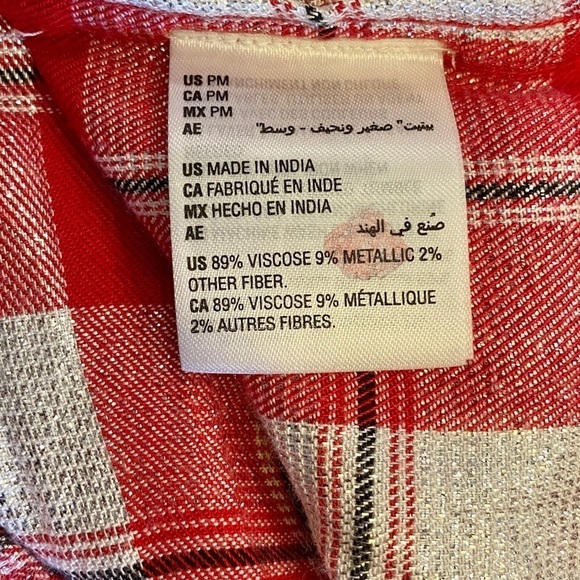 US PM
CA PM
MX PM
AE بيتيت" صغير ونحيف - وسط"
US MADE IN INDIA
CA FABRIQUÉ EN INDE
MX HECHO EN INDIA
AE صُنع في الهند
US 89% VISCOSE 9% METALLIC 2%
OTHER FIBER.
CA 89% VISCOSE 9% MÉTALLIQUE
2% AUTRES FIBRES.